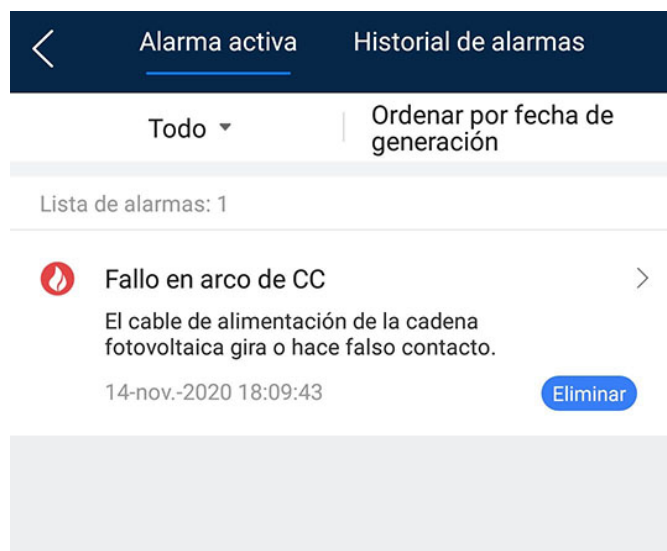 Alarma activa
Historial de alarmas
Todo
Ordenar por fecha de
generación
Lista de alarmas: 1
Fallo en arco de CC
El cable de alimentación de la cadena
fotovoltaica gira o hace falso contacto.
14-nov.-2020 18:09:43
Eliminar